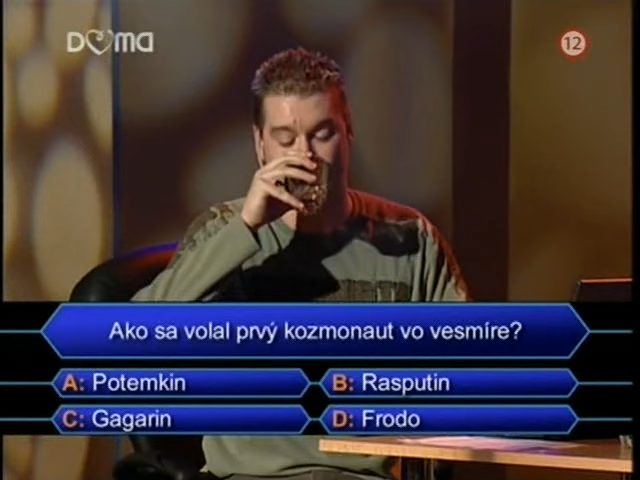 DOMA
12
Ako sa volal prvý kozmonaut vo vesmíre?
A: Potemkin
B: Rasputin
C: Gagarin
D: Frodo